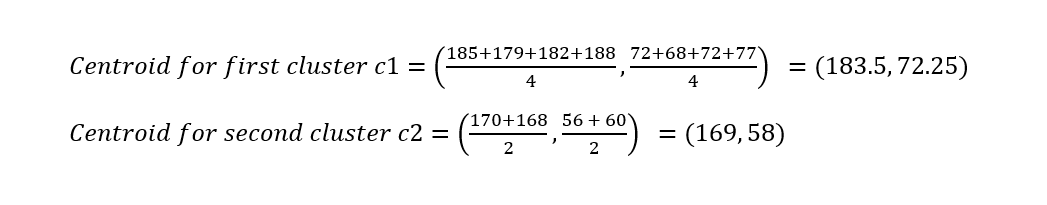 Centroid for first cluster c1 = (185+179+182+188/4, 72+68+72+77/4) = (183.5, 72.25)
Centroid for second cluster c2 = (170+168/2, 56 + 60/2) = (169, 58)